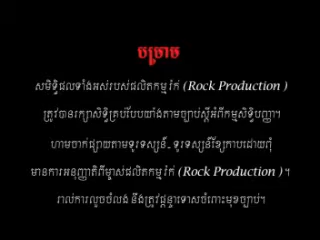 បម្រាម
សមិទ្ធិផលទាំងអស់របស់ផលិតកម្មរ៉ក់ (Rock Production )
ត្រូវបានរក្សាសិទ្ធិគ្រប់បែបយ៉ាងតាមច្បាប់ស្តីអំពីកម្មសិទ្ធិបញ្ញា។
ហាមចាក់ផ្សាយតាមទូរទស្សន៍ - ទូរទស្សន៍ខ្សែកាបដោយពុំ
មានការអនុញ្ញាតិពីម្ចាស់ផលិតកម្មរ៉ក់ (Rock Production )។
រាល់ការលួចចំលង នឹងត្រូវផ្តន្ទាទោសចំពោះមុខច្បាប់។